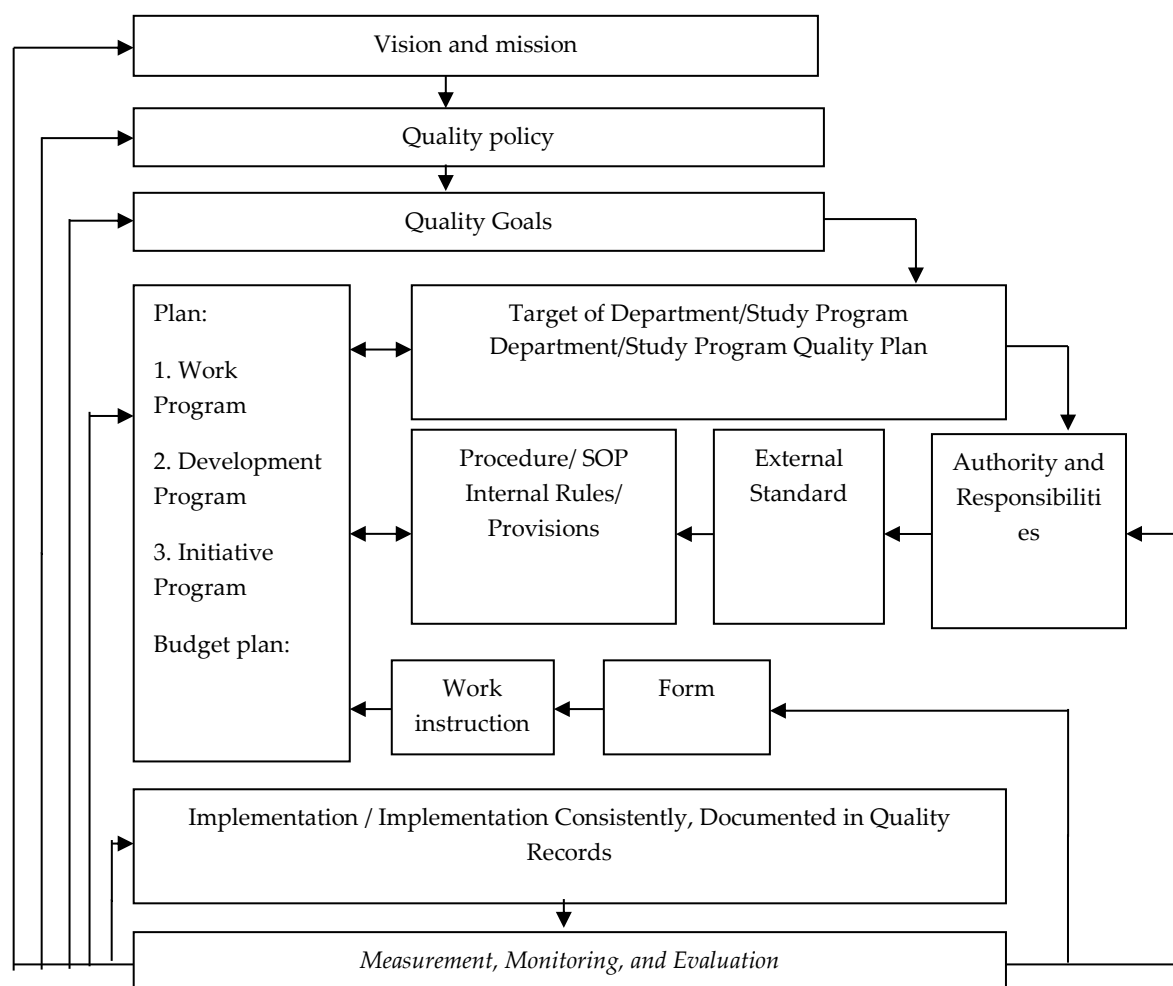 Vision and mission
Quality policy
Quality Goals
Plan:
1. Work
Program
2. Development
Program
3. Initiative
Program
Budget plan:
Target of Department/Study Program
Department/Study Program Quality Plan
Procedure/ SOP
Internal Rules/
Provisions
External
Standard
Authority and
Responsibiliti
es
Work
instruction
Form
Implementation / Implementation Consistently, Documented in Quality
Records
Measurement, Monitoring, and Evaluation